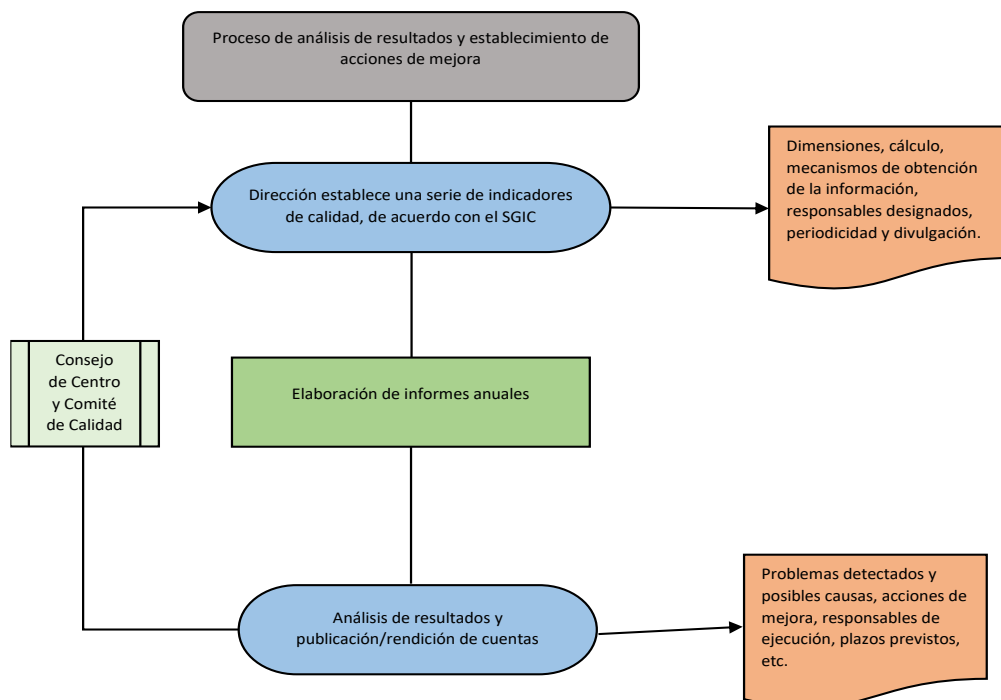 Proceso de análisis de resultados y establecimiento de
acciones de mejora
Dirección establece una serie de indicadores
de calidad, de acuerdo con el SGIC
Dimensiones, cálculo,
mecanismos de obtención
de la información,
responsables designados,
periodicidad y divulgación.
Consejo
de Centro
y Comité
de Calidad
Elaboración de informes anuales
Análisis de resultados y
publicación/rendición de cuentas
Problemas detectados y
posibles causas, acciones de
mejora, responsables de
ejecución, plazos previstos,
etc.